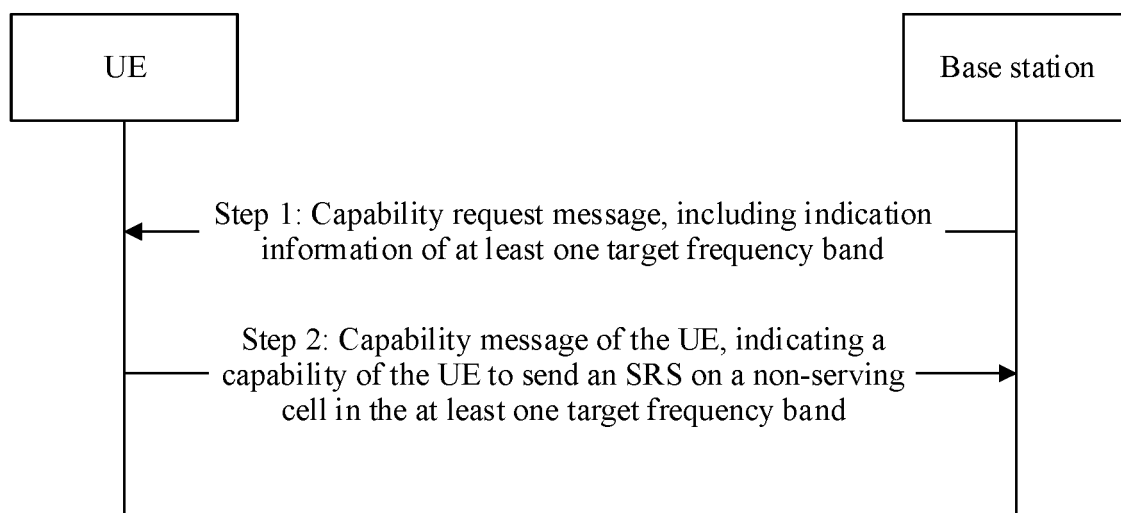 UE
Base station
Step 1: Capability request message, including indication
information of at least one target frequency band
Step 2: Capability message of the UE, indicating a
capability of the UE to send an SRS on a non-serving
cell in the at least one target frequency band